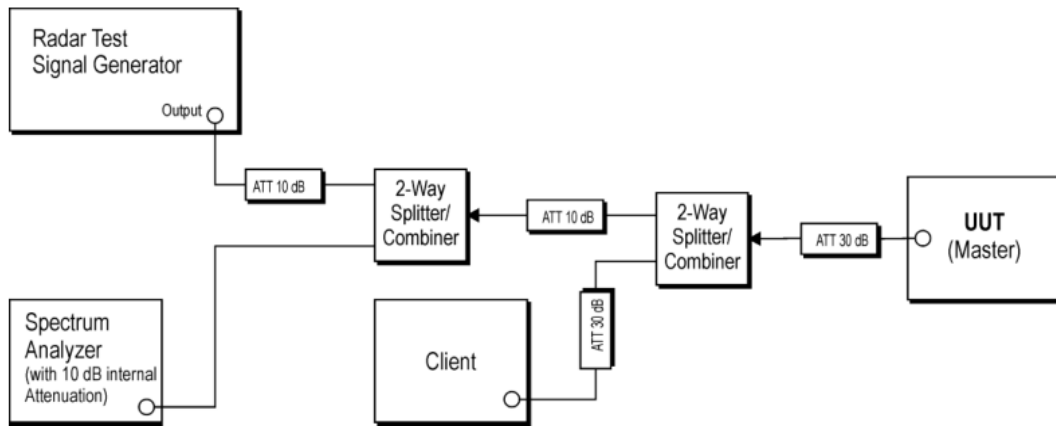 Radar Test
Signal Generator
Output
ATT 10 dB
2-Way
Splitter/
Combiner
ATT 10 dB
2-Way
Splitter/
Combiner
ATT 30 dB
UUT
(Master)
Spectrum
Analyzer
(with 10 dB internal
Attenuation)
Client
ATT 30 dB